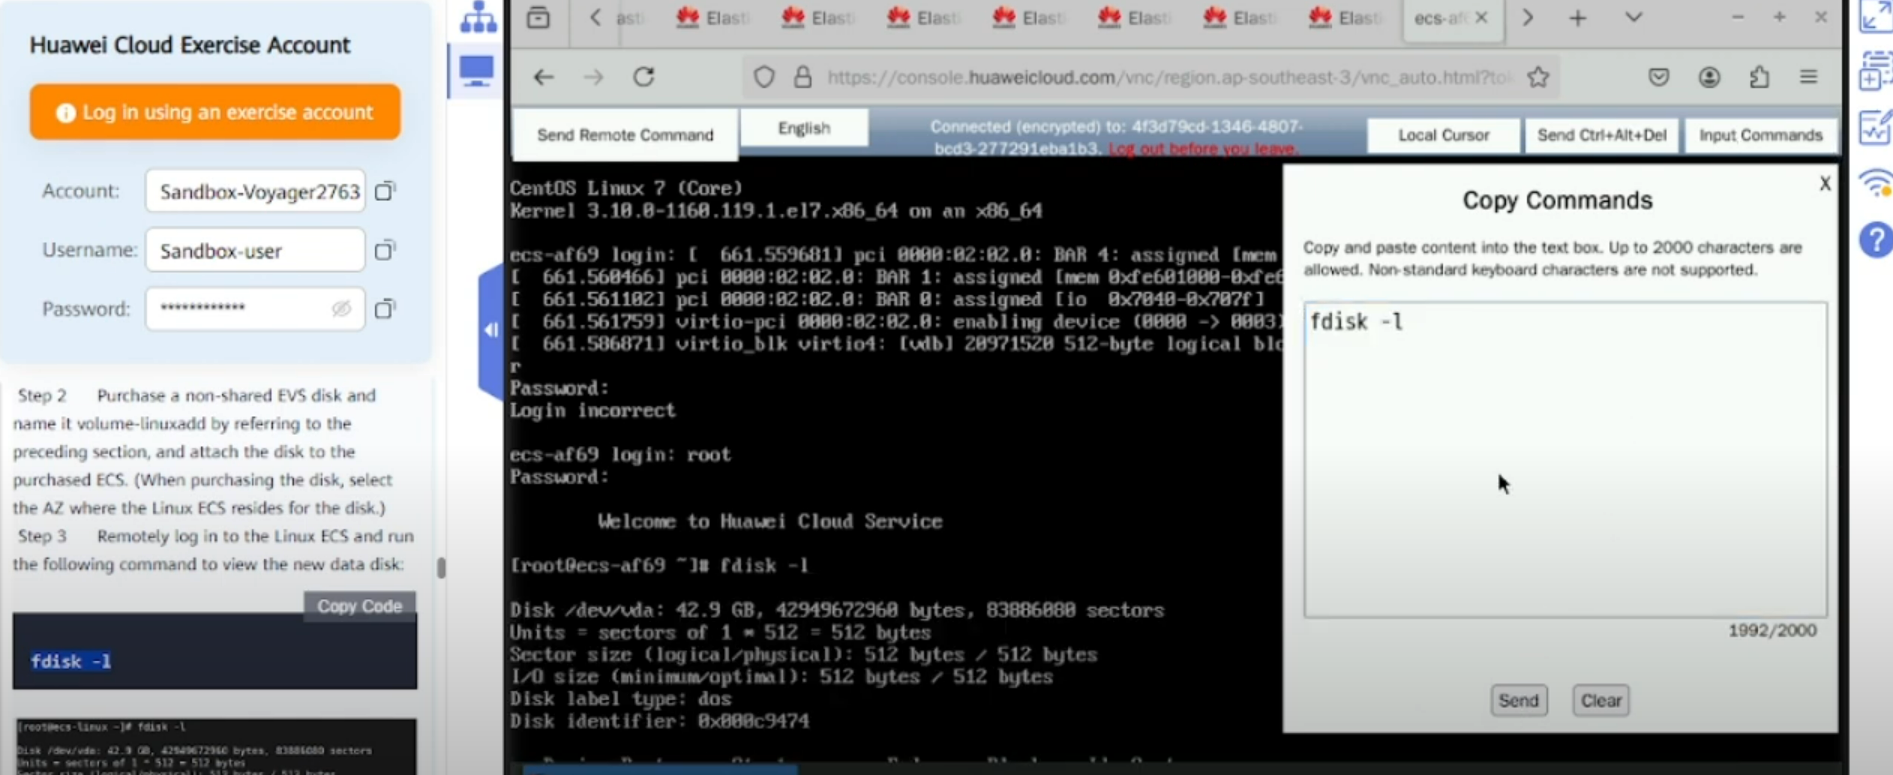 Huawei Cloud Exercise Account
Log in using an exercise account
Account:
Sandbox-Voyager2763
Username:
Sandbox-user
Password:
************
Step 2 Purchase a non-shared EVS disk and
name it volume-linuxadd by referring to the
preceding section, and attach the disk to the
purchased ECS. (When purchasing the disk, select
the AZ where the Linux ECS resides for the disk.)
Step 3 Remotely log in to the Linux ECS and run
the following command to view the new data disk:
Copy Code
fdisk -l
[root@ecs-linux ~]# fdisk -l
Disk /dev/vda: 42.9 GB, 42949672960 bytes, 83886080 sectors
Units = sectors of 1 * 512 = 512 bytes
Elasti Elasti Elasti Elasti Elasti Elasti Elasti ecs-af
https://console.huaweicloud.com/vnc/region.ap-southeast-3/vnc_auto.html?tok
Send Remote Command
English
Connected (encrypted) to: 4f3d79cd-1346-4807-
bcd3-277291eba1b3. Log out before you leave.
Local Cursor
Send Ctrl+Alt+Del
Input Commands
CentOS Linux 7 (Core)
Kernel 3.10.0-1160.119.1.el7.x86_64 on an x86_64
ecs-af69 login: [  661.559681] pci 0000:02:02.0: BAR 4: assigned [mem
[  661.560466] pci 0000:02:02.0: BAR 1: assigned [mem 0xfe601000-0xfe6
[  661.561102] pci 0000:02:02.0: BAR 0: assigned [io  0x7040-0x707f]
[  661.561759] virtio-pci 0000:02:02.0: enabling device (0000 -> 0003)
[  661.586871] virtio_blk virtio4: [vdb] 20971520 512-byte logical blo
r
Password:
Login incorrect
ecs-af69 login: root
Password:
Welcome to Huawei Cloud Service
[root@ecs-af69 ~]# fdisk -l
Disk /dev/vda: 42.9 GB, 42949672960 bytes, 83886080 sectors
Units = sectors of 1 * 512 = 512 bytes
Sector size (logical/physical): 512 bytes / 512 bytes
I/O size (minimum/optimal): 512 bytes / 512 bytes
Disk label type: dos
Disk identifier: 0x000c9474
X
Copy Commands
Copy and paste content into the text box. Up to 2000 characters are
allowed. Non-standard keyboard characters are not supported.
fdisk -l
1992/2000
Send
Clear